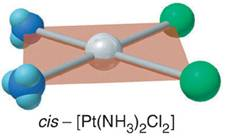 cis – [Pt(NH₃)₂Cl₂]